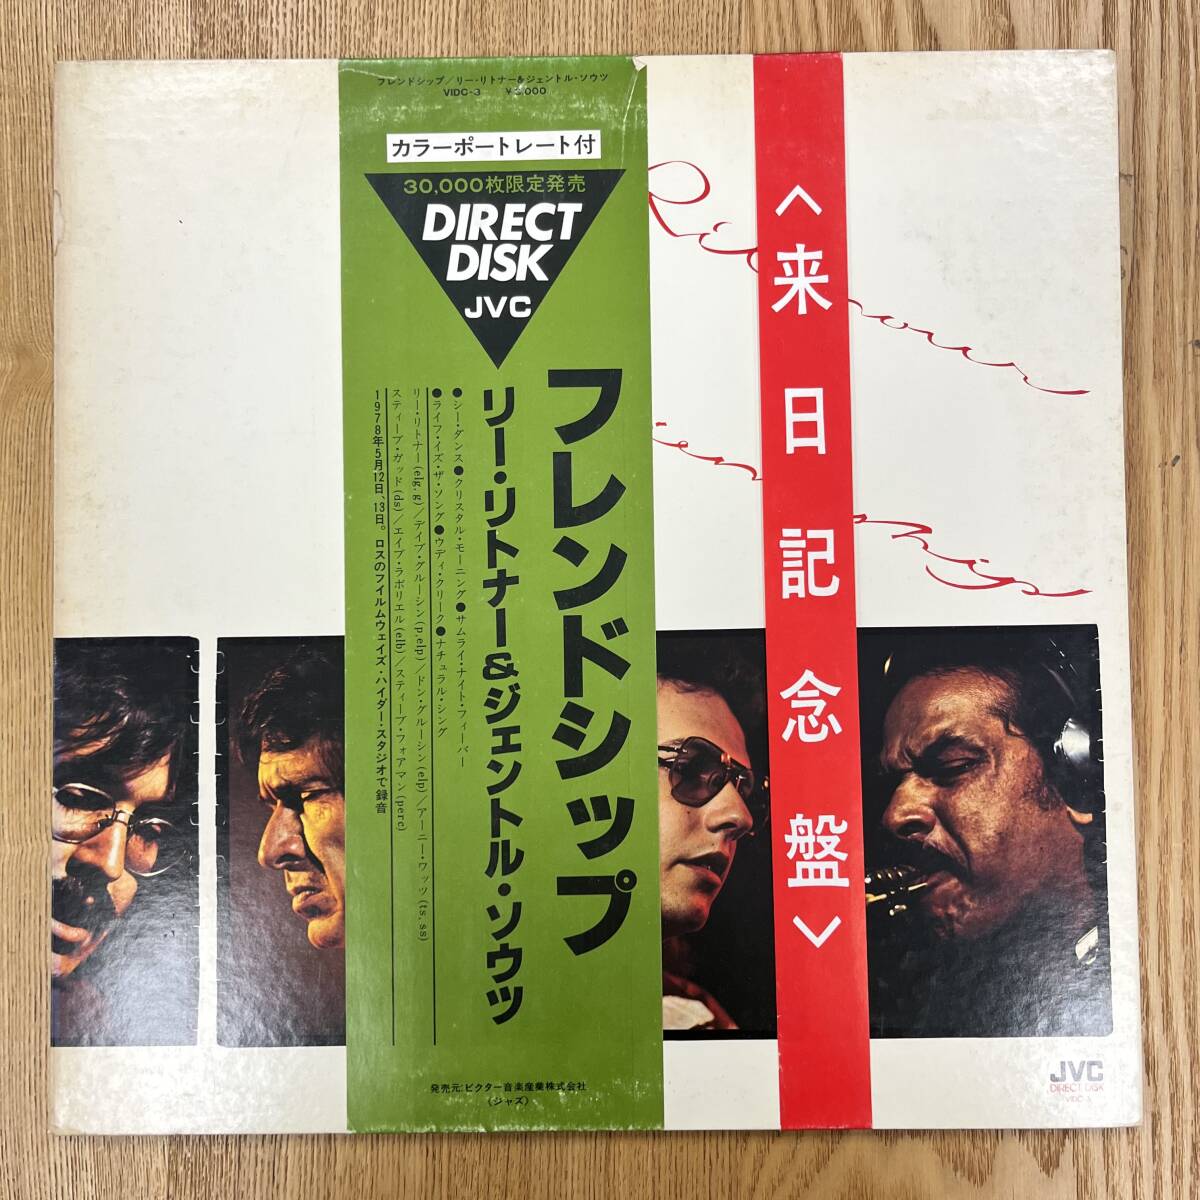 フレンドシップ/リー・リトナー&ジェントル・ソウツ
VIDC-3 ¥3,000
カラーポートレート付
30,000枚限定発売
DIRECT
DISK
JVC
フレンドシップ
リー・リトナー&ジェントル・ソウツ
●シー・ダンス●クリスタル・モーニング●サムライ・ナイト・フィーバー
●ライフ・イズ・ザ・ソング●ウディ・クリーク●ナチュラル・シング
リー・リトナー(elg,g)/デイブ・グルーシン(p,elp)/ドン・グルーシン(elp)/アーニー・ワッツ(ts,ss)
スティーブ・ガッド(ds)/エイブ・ラボリエル(elb)/スティーブ・フォアマン(perc)
1978年5月12日、13日。ロスのフイルムウェイズ・ハイダー・スタジオで録音
発売元:ビクター音楽産業株式会社
(ジャズ)
<来日記念盤>
JVC
DIRECT DISK
VIDC-3